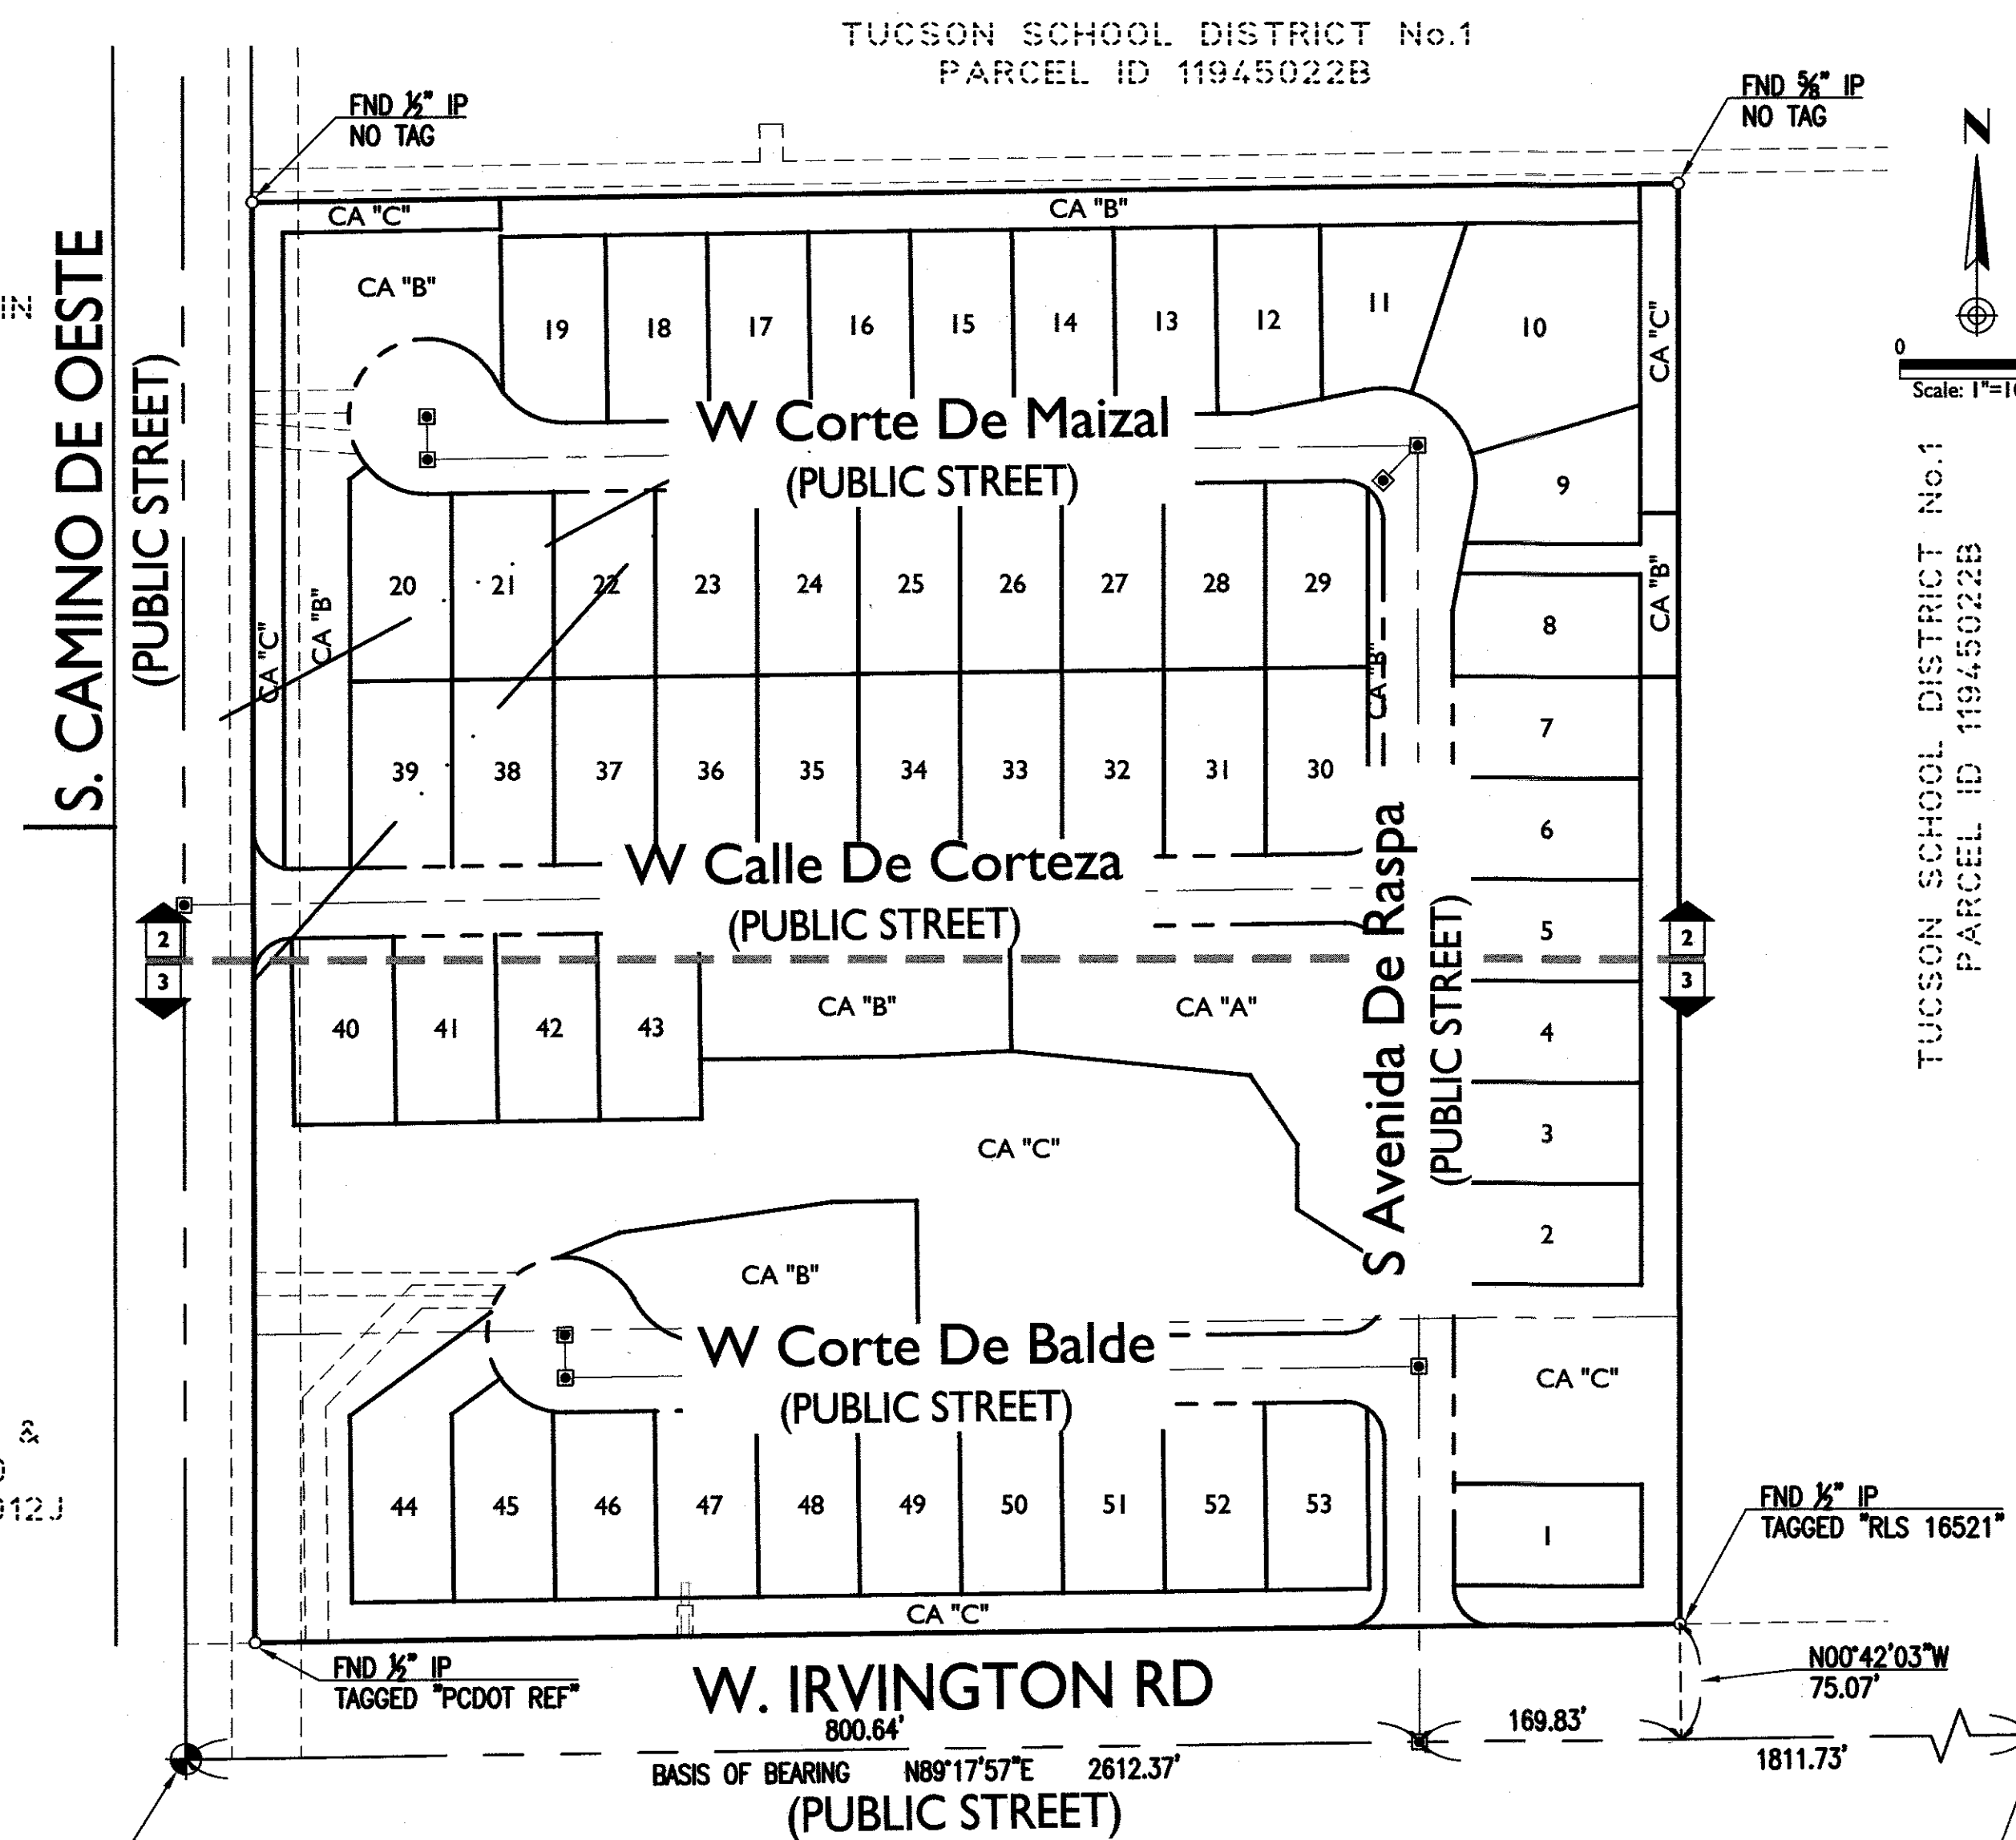 TUCSON SCHOOL DISTRICT No.1
PARCEL ID 11945022B
FND ½" IP
NO TAG
FND ⅝" IP
NO TAG
N
0
CA "C"
CA "B"
S. CAMINO DE OESTE
(PUBLIC STREET)
IN
CA "B"
19
18
17
16
15
14
13
12
11
10
CA "C"
W Corte De Maizal
(PUBLIC STREET)
9
TUCSON SCHOOL DISTRICT No.1
PARCEL ID 11945022B
20
21
22
23
24
25
26
27
28
29
CA "B"
8
CA "B"
CA "C"
CA "B"
39
38
37
36
35
34
33
32
31
30
7
6
W Calle De Corteza
(PUBLIC STREET)
S Avenida De Raspa
(PUBLIC STREET)
5
2
3
2
3
40
41
42
43
CA "B"
CA "A"
4
CA "C"
3
2
CA "B"
W Corte De Balde
(PUBLIC STREET)
CA "C"
&
912J
44
45
46
47
48
49
50
51
52
53
1
FND ½" IP
TAGGED "RLS 16521"
CA "C"
FND ½" IP
TAGGED "PCDOT REF"
W. IRVINGTON RD
N00°42'03"W
75.07'
800.64'
169.83'
BASIS OF BEARING N89°17'57"E 2612.37'
1811.73'
(PUBLIC STREET)